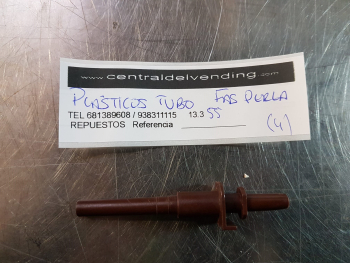 www.centraldelvending.com
PLASTICOS TUBO FAS PERLA
TEL 681389608 / 938311115 13.3 55
REPUESTOS Referencia
(4)